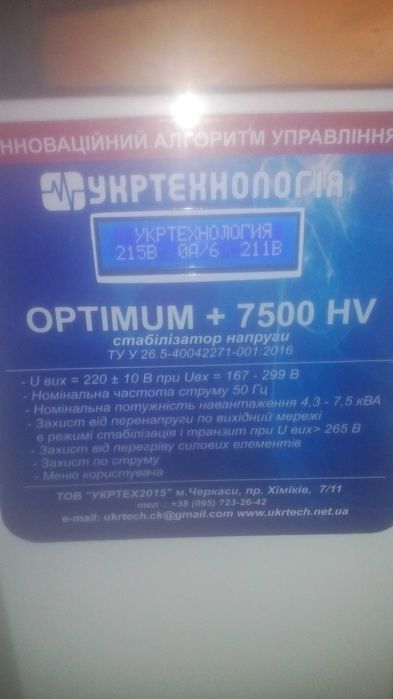 ННОВАЦІЙНИЙ АЛГОРИТМ УПРАВЛІННЯ
УКРТЕХНОЛОГІЯ
УКРТЕХНОЛОГИЯ
215В 0А/6 211В
OPTIMUM + 7500 HV
стабілізатор напруги
ТУ У 26.5-40042271-001:2016
- U вих = 220 ± 10 В при Uвх = 167 - 299 В
- Номінальна частота струму 50 Гц
- Номінальна потужність навантаження 4,3 - 7,5 кВА
- Захист від перенапруги по вихідній мережі
в режимі стабілізація і транзит при U вих> 265 В
- Захист від перегріву силових елементів
- Захист по струму
- Меню користувача
ТОВ "УКРТЕХ2015" м.Черкаси, пр. Хіміків, 7/11
тел .: +38 (095) 723-26-42
e-mail: ukrtech.ck@gmail.com www.ukrtech.net.ua